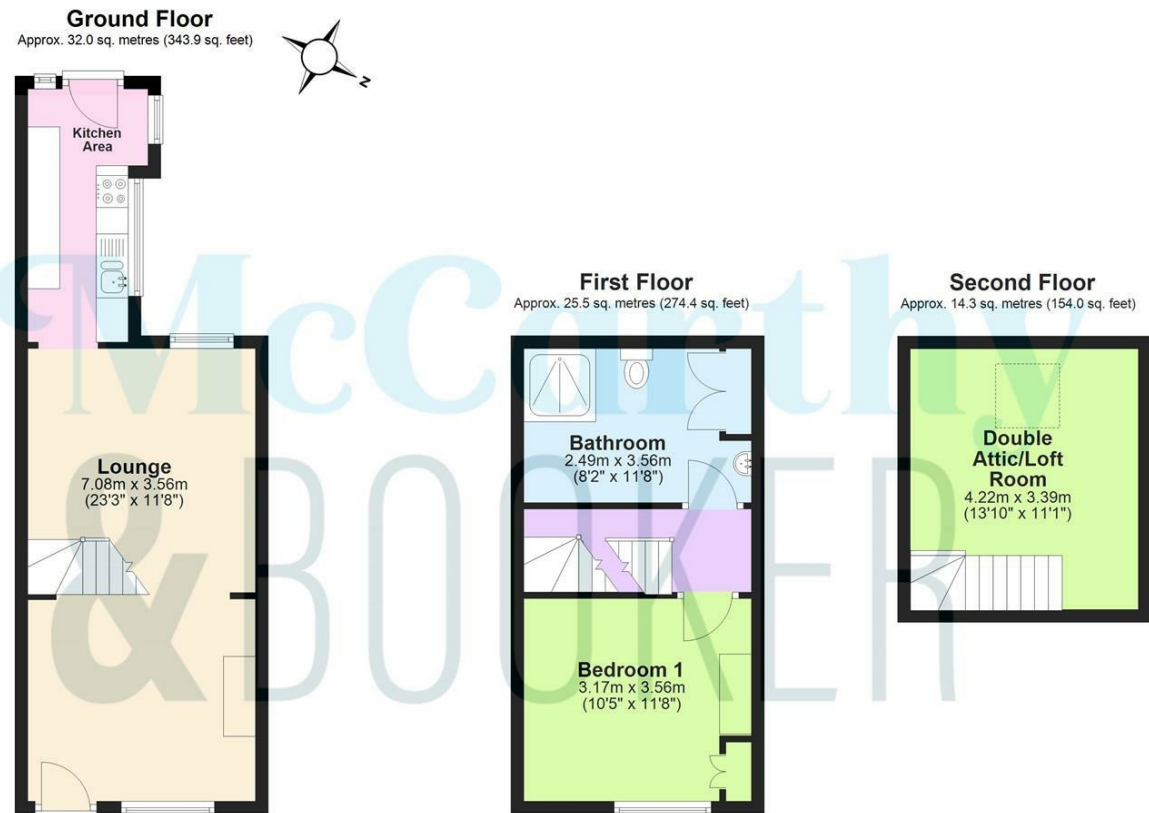 Ground Floor
Approx. 32.0 sq. metres (343.9 sq. feet)
N
Kitchen
Area
Lounge
7.08m x 3.56m
(23'3" x 11'8")
First Floor
Approx. 25.5 sq. metres (274.4 sq. feet)
Bathroom
2.49m x 3.56m
(8'2" x 11'8")
Bedroom 1
3.17m x 3.56m
(10'5" x 11'8")
Second Floor
Approx. 14.3 sq. metres (154.0 sq. feet)
Double
Attic/Loft
Room
4.22m x 3.39m
(13'10" x 11'1")
McCarthy
& BOOKER